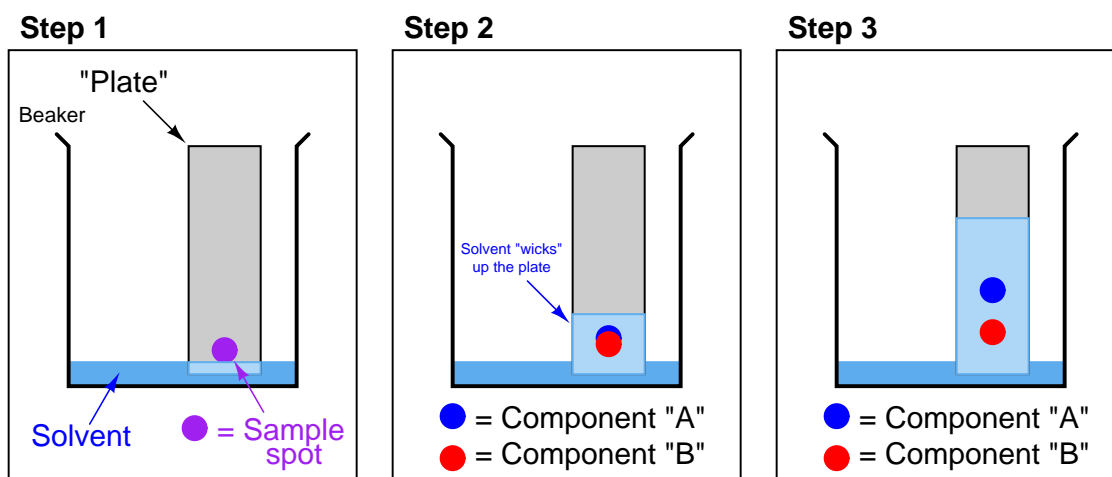 Step 1
"Plate"
Beaker
Solvent
= Sample
spot
Step 2
Solvent "wicks"
up the plate
= Component "A"
= Component "B"
Step 3
= Component "A"
= Component "B"